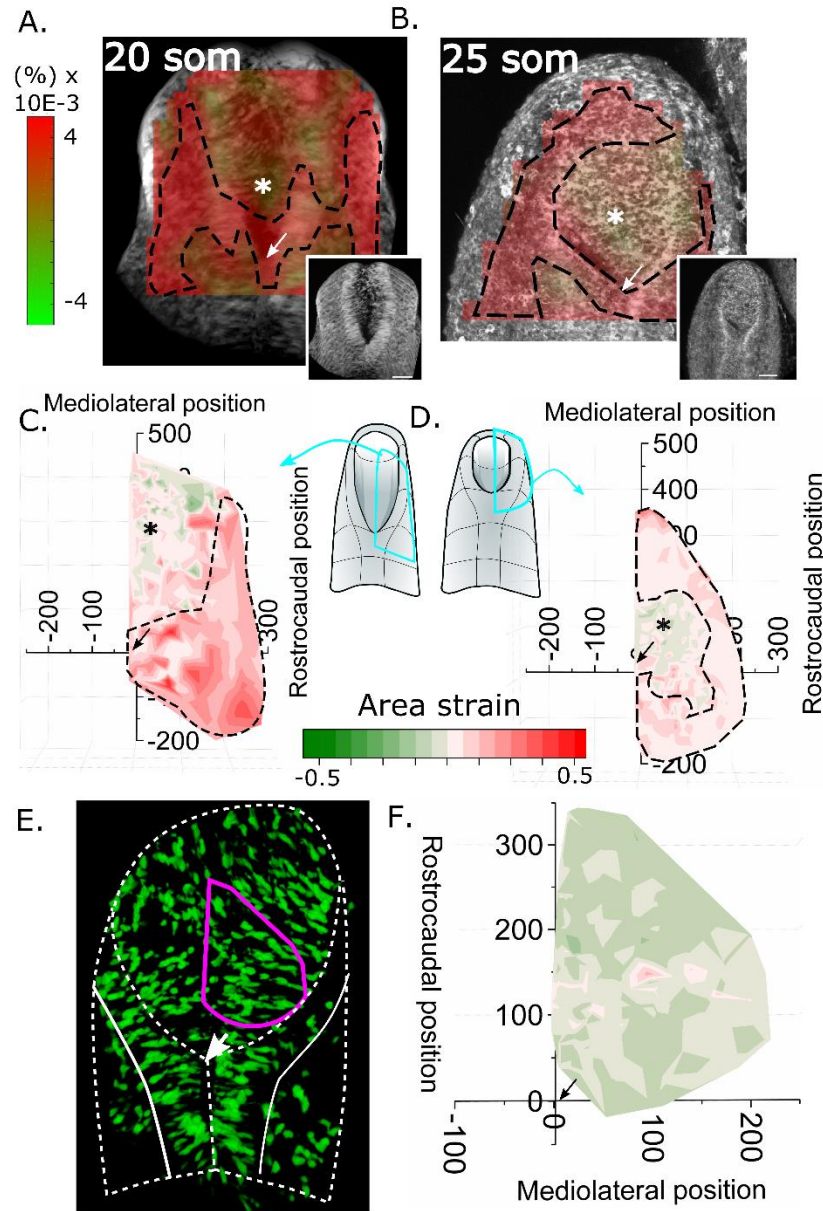 A.
20 som
(%) x
10E-3
4
-4
B.
25 som
*
*
C.
Mediolateral position
500
*
-200
-100
300
-200
Rostrocaudal position
D.
Mediolateral position
500
400
300
*
-200
-100
300
-200
Rostrocaudal position
Area strain
-0.5
0.5
E.
F.
Rostrocaudal position
300
200
100
0
-100
0
100
200
Mediolateral position